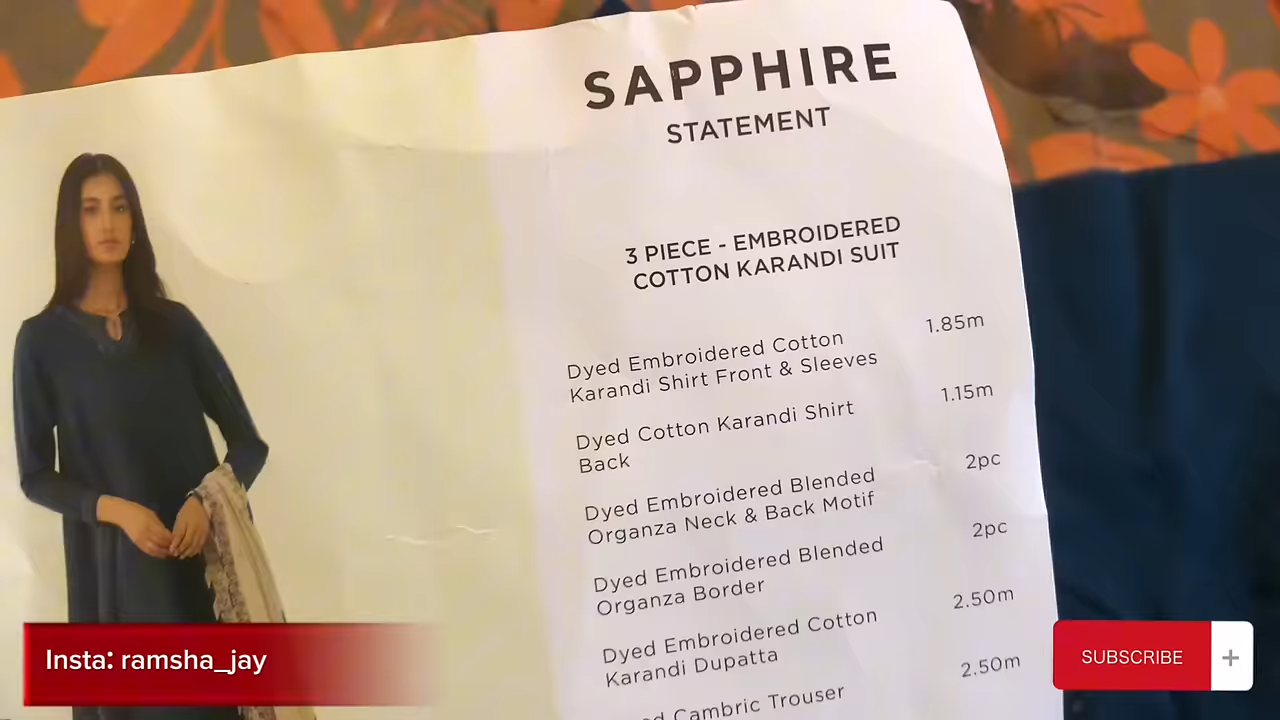 SAPPHIRE
STATEMENT
3 PIECE - EMBROIDERED
COTTON KARANDI SUIT
Dyed Embroidered Cotton 1.85m
Karandi Shirt Front & Sleeves
Dyed Cotton Karandi Shirt 1.15m
Back
Dyed Embroidered Blended 2pc
Organza Neck & Back Motif
Dyed Embroidered Blended 2pc
Organza Border
Dyed Embroidered Cotton 2.50m
Karandi Dupatta
Cambric Trouser 2.50m
Insta: ramsha_jay
SUBSCRIBE +